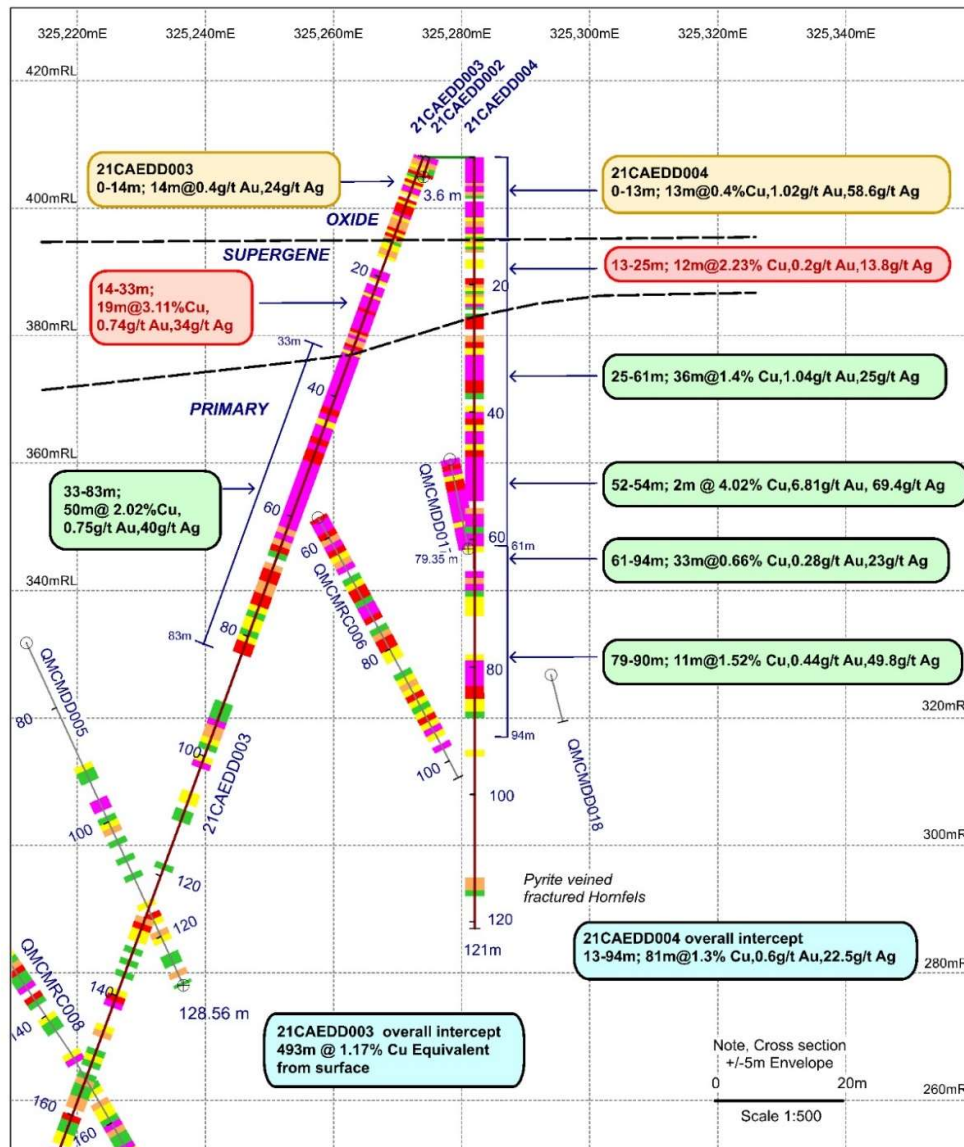 325,220mE 325,240mE 325,260mE 325,280mE 325,300mE 325,320mE 325,340mE
420mRL
21CAEDD003
21CAEDD002
21CAEDD004
21CAEDD003
0-14m; 14m@0.4g/t Au,24g/t Ag
21CAEDD004
0-13m; 13m@0.4%Cu,1.02g/t Au,58.6g/t Ag
400mRL
3.6 m
OXIDE
SUPERGENE
13-25m; 12m@2.23% Cu,0.2g/t Au,13.8g/t Ag
20
20
14-33m;
19m@3.11%Cu,
0.74g/t Au,34g/t Ag
380mRL
33m
25-61m; 36m@1.4% Cu,1.04g/t Au,25g/t Ag
40
40
PRIMARY
360mRL
33-83m;
50m@ 2.02%Cu,
0.75g/t Au,40g/t Ag
QMCMDD01
52-54m; 2m @ 4.02% Cu,6.81g/t Au, 69.4g/t Ag
60
60
60
61m
79.35 m
61-94m; 33m@0.66% Cu,0.28g/t Au,23g/t Ag
340mRL
QMCMRC006
80
83m
80
80
79-90m; 11m@1.52% Cu,0.44g/t Au,49.8g/t Ag
QMCMDD005
80
320mRL
94m
QMCMDD018
100
100
100
21CAEDD003
100
300mRL
120
Pyrite veined
fractured Hornfels
120
120
121m
21CAEDD004 overall intercept
13-94m; 81m@1.3% Cu,0.6g/t Au,22.5g/t Ag
280mRL
QMCMRC008
140
128.56 m
140
21CAEDD003 overall intercept
493m @ 1.17% Cu Equivalent
from surface
Note, Cross section
+/-5m Envelope
0 20m
Scale 1:500
260mRL
160
160